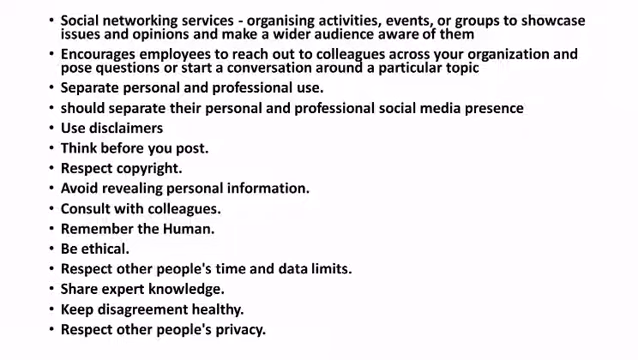 • Social networking services - organising activities, events, or groups to showcase
issues and opinions and make a wider audience aware of them
• Encourages employees to reach out to colleagues across your organization and
pose questions or start a conversation around a particular topic
• Separate personal and professional use.
• should separate their personal and professional social media presence
• Use disclaimers
• Think before you post.
• Respect copyright.
• Avoid revealing personal information.
• Consult with colleagues.
• Remember the Human.
• Be ethical.
• Respect other people's time and data limits.
• Share expert knowledge.
• Keep disagreement healthy.
• Respect other people's privacy.